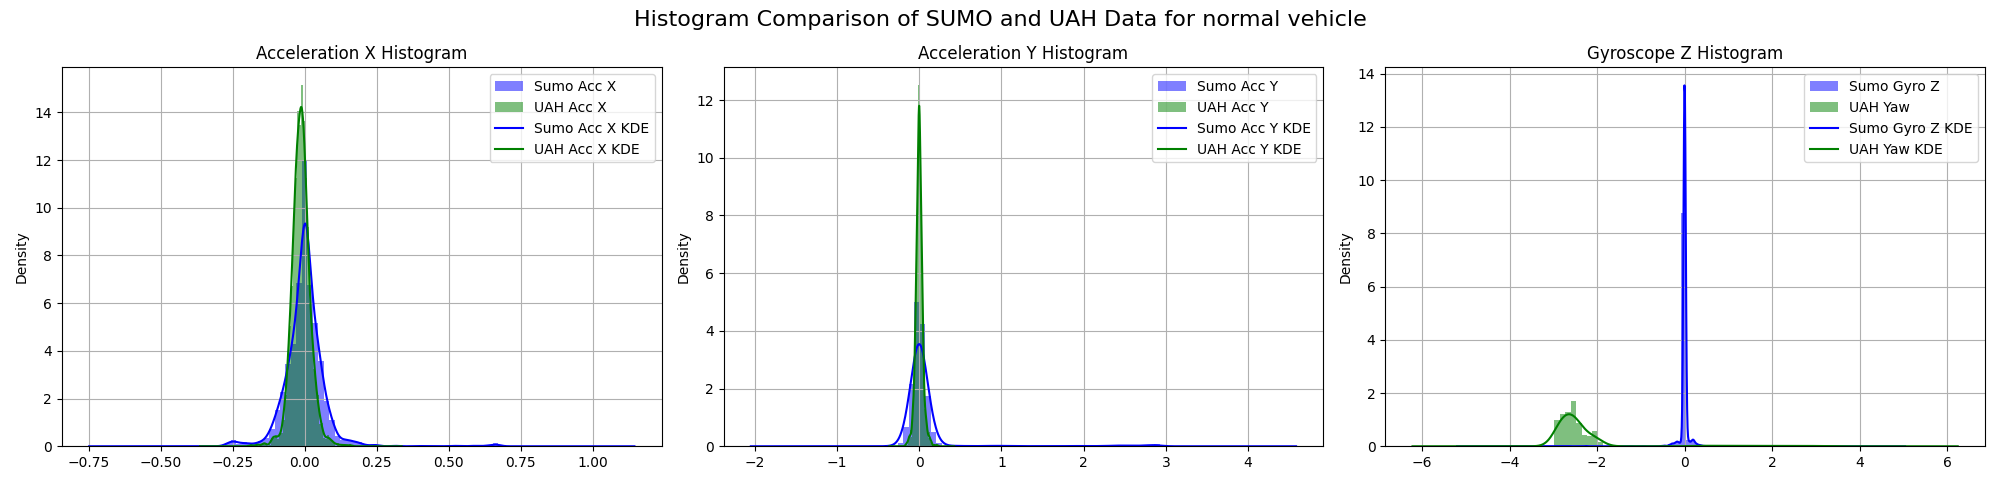 Histogram Comparison of SUMO and UAH Data for normal vehicle
Acceleration X Histogram
Density
14
12
10
8
6
4
2
0
−0.75 −0.50 −0.25 0.00 0.25 0.50 0.75 1.00
Sumo Acc X
UAH Acc X
Sumo Acc X KDE
UAH Acc X KDE
Acceleration Y Histogram
Density
12
10
8
6
4
2
0
−2 −1 0 1 2 3 4
Sumo Acc Y
UAH Acc Y
Sumo Acc Y KDE
UAH Acc Y KDE
Gyroscope Z Histogram
Density
14
12
10
8
6
4
2
0
−6 −4 −2 0 2 4 6
Sumo Gyro Z
UAH Yaw
Sumo Gyro Z KDE
UAH Yaw KDE